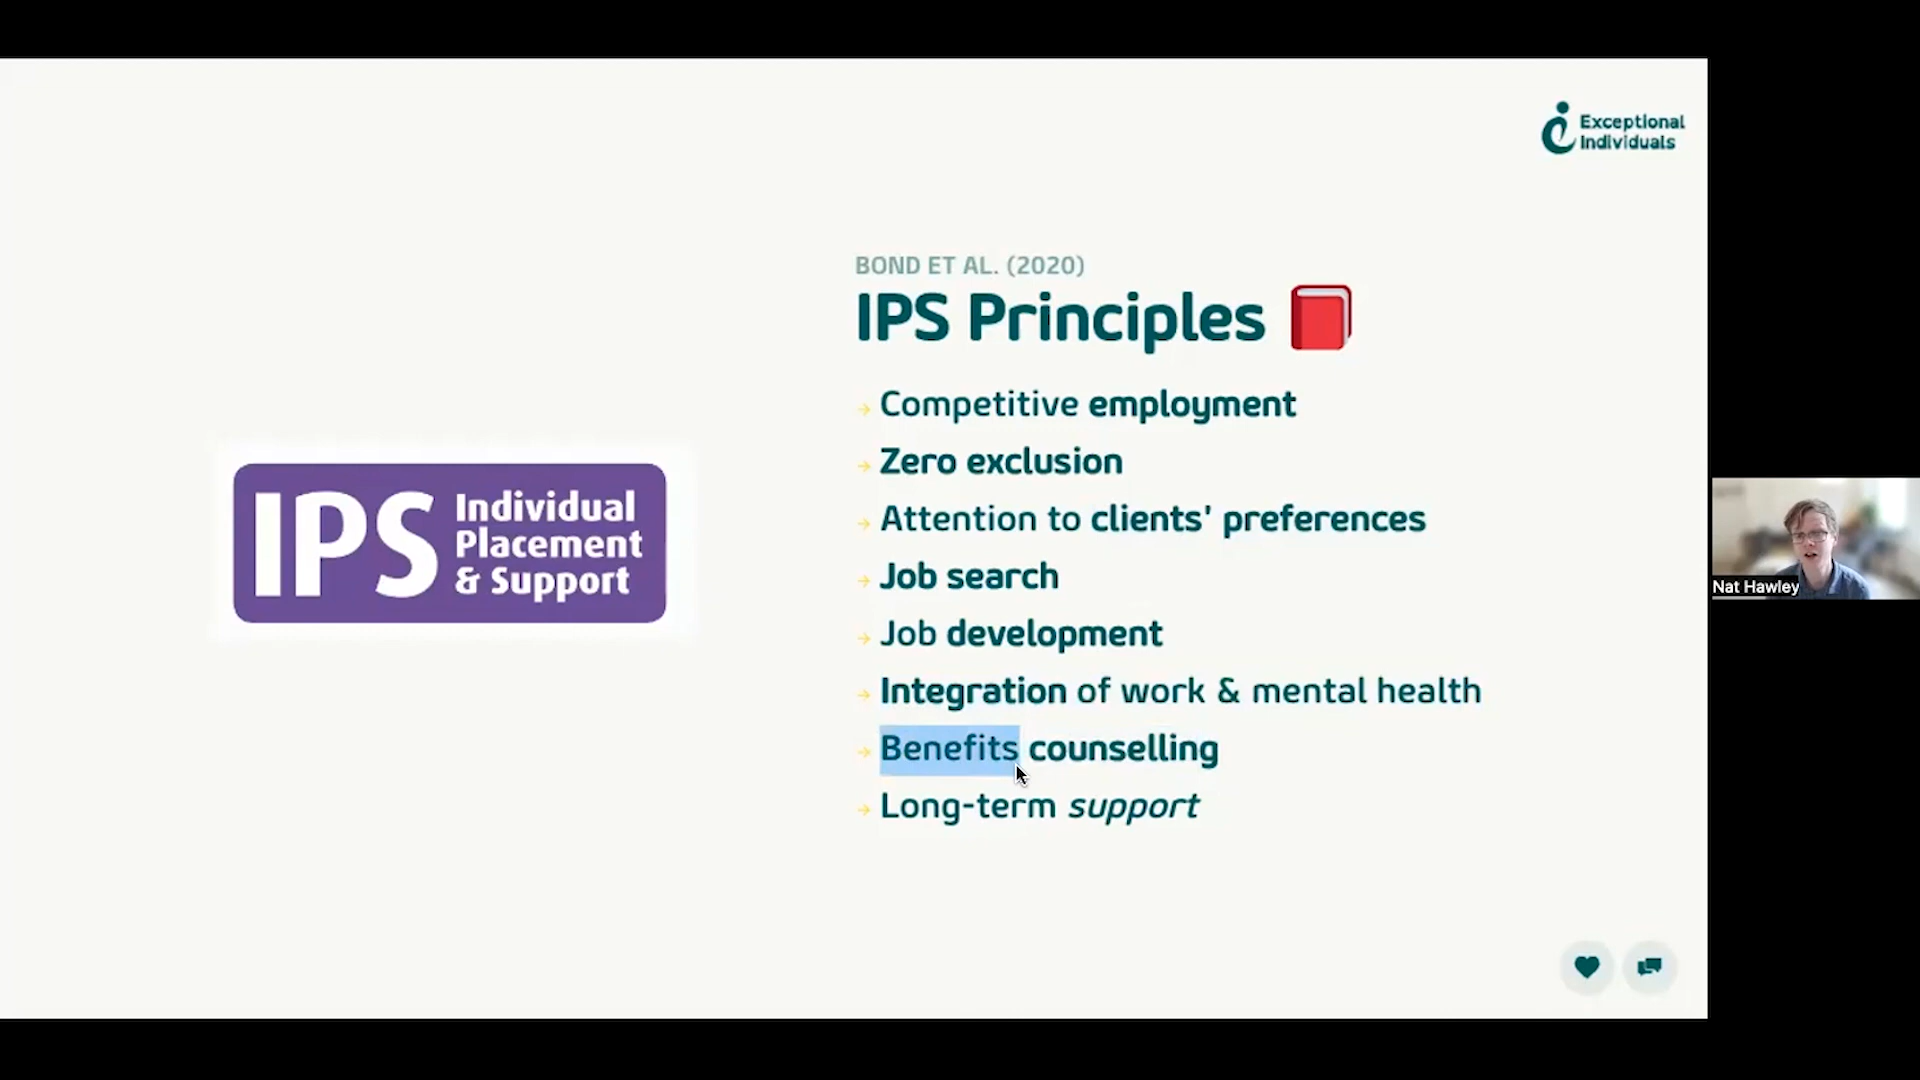 Exceptional
Individuals
BOND ET AL. (2020)
IPS Principles
Competitive employment
Zero exclusion
Attention to clients' preferences
Job search
Job development
Integration of work & mental health
Benefits counselling
Long-term support
IPS
Individual
Placement
& Support
Nat Hawley